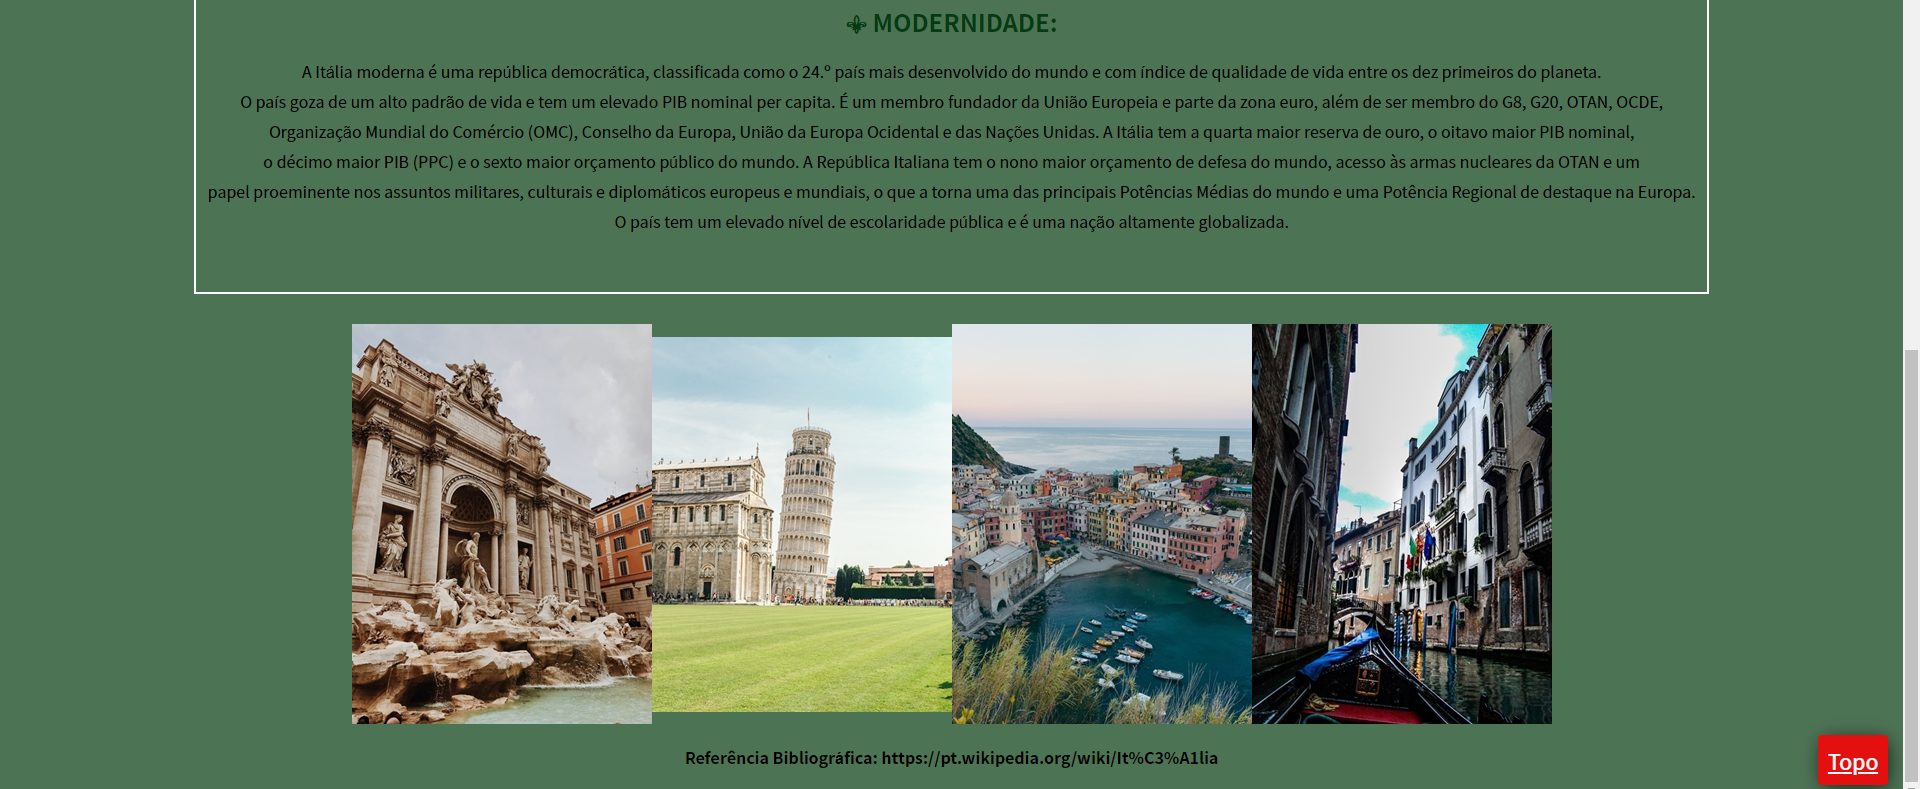 MODERNIDADE:
A Itália moderna é uma república democrática, classificada como o 24.º país mais desenvolvido do mundo e com índice de qualidade de vida entre os dez primeiros do planeta.
O país goza de um alto padrão de vida e tem um elevado PIB nominal per capita. É um membro fundador da União Europeia e parte da zona euro, além de ser membro do G8, G20, OTAN, OCDE,
Organização Mundial do Comércio (OMC), Conselho da Europa, União da Europa Ocidental e das Nações Unidas. A Itália tem a quarta maior reserva de ouro, o oitavo maior PIB nominal,
o décimo maior PIB (PPC) e o sexto maior orçamento público do mundo. A República Italiana tem o nono maior orçamento de defesa do mundo, acesso às armas nucleares da OTAN e um
papel proeminente nos assuntos militares, culturais e diplomáticos europeus e mundiais, o que a torna uma das principais Potências Médias do mundo e uma Potência Regional de destaque na Europa.
O país tem um elevado nível de escolaridade pública e é uma nação altamente globalizada.
Referência Bibliográfica: https://pt.wikipedia.org/wiki/It%C3%A1lia
Topo